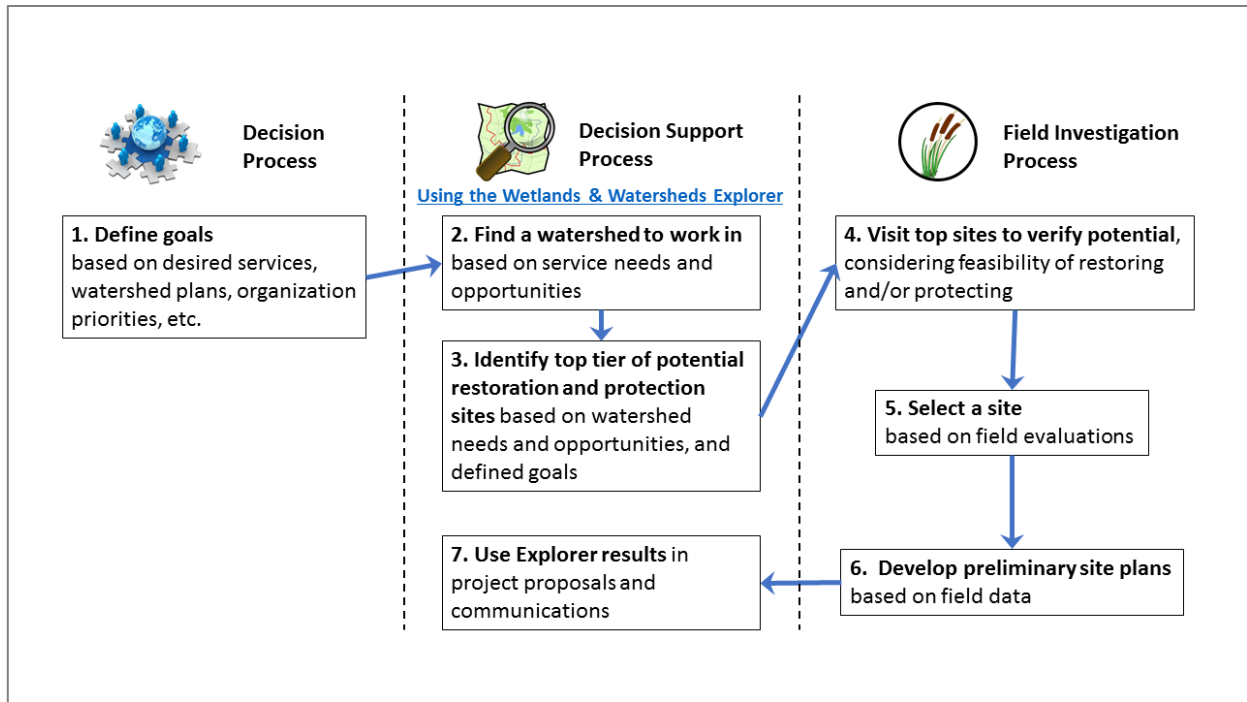 Decision
Process
Decision Support
Process
Using the Wetlands & Watersheds Explorer
Field Investigation
Process
1. Define goals
based on desired services,
watershed plans, organization
priorities, etc.
2. Find a watershed to work in
based on service needs and
opportunities
3. Identify top tier of potential
restoration and protection
sites based on watershed
needs and opportunities, and
defined goals
4. Visit top sites to verify potential,
considering feasibility of restoring
and/or protecting
5. Select a site
based on field evaluations
6. Develop preliminary site plans
based on field data
7. Use Explorer results in
project proposals and
communications